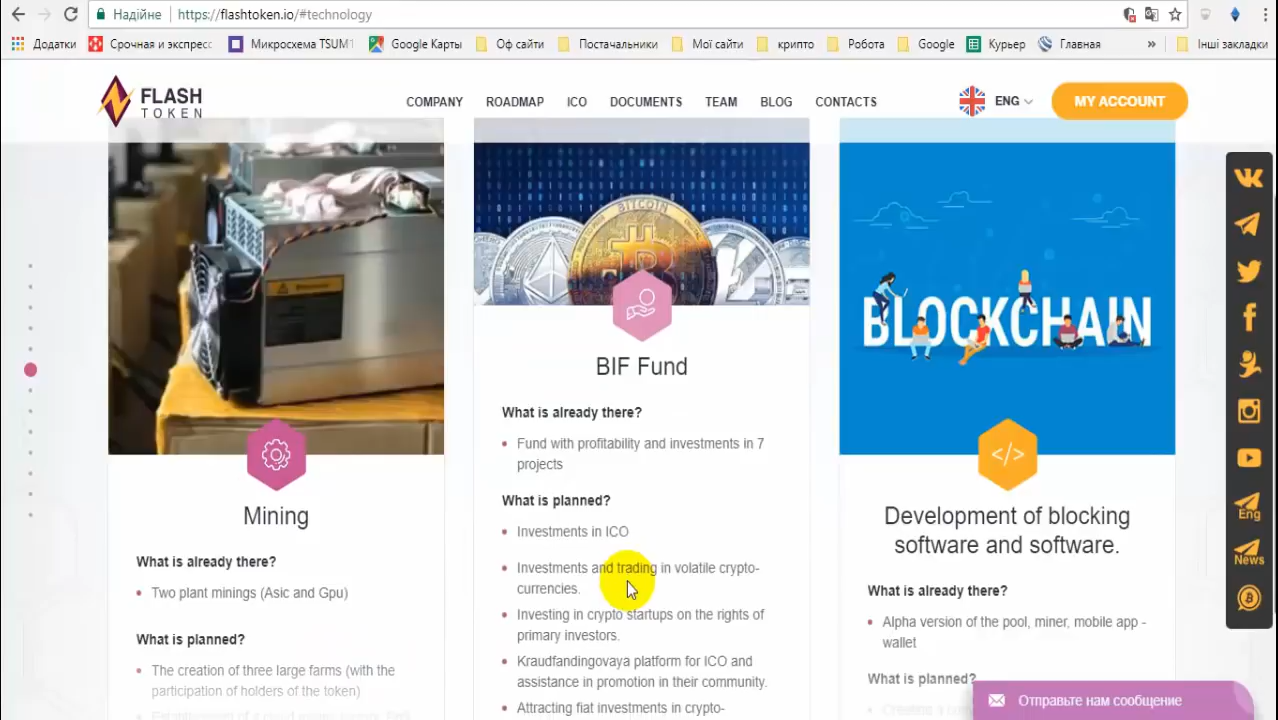 Надійне
https://flashtoken.io/#technology
Додатки
Срочная и экспресс
Микросхема TSUM1
Google Карты
Оф сайти
Постачальники
Мої сайти
крипто
Робота
Google
Курьер
Главная
»
Інші закладки
FLASH
TOKEN
COMPANY
ROADMAP
ICO
DOCUMENTS
TEAM
BLOG
CONTACTS
ENG
MY ACCOUNT
BITCOIN
BLOCKCHAIN
Mining
What is already there?
• Two plant minings (Asic and Gpu)
What is planned?
• The creation of three large farms (with the
participation of holders of the token)
BIF Fund
What is already there?
• Fund with profitability and investments in 7
projects
What is planned?
• Investments in ICO
• Investments and trading in volatile crypto-
currencies.
• Investing in crypto startups on the rights of
primary investors.
• Kraudfandingovaya platform for ICO and
assistance in promotion in their community.
• Attracting fiat investments in crypto-
</>
Development of blocking
software and software.
What is already there?
• Alpha version of the pool, miner, mobile app -
wallet
What is planned?
Eng
News
Отправьте нам сообщение